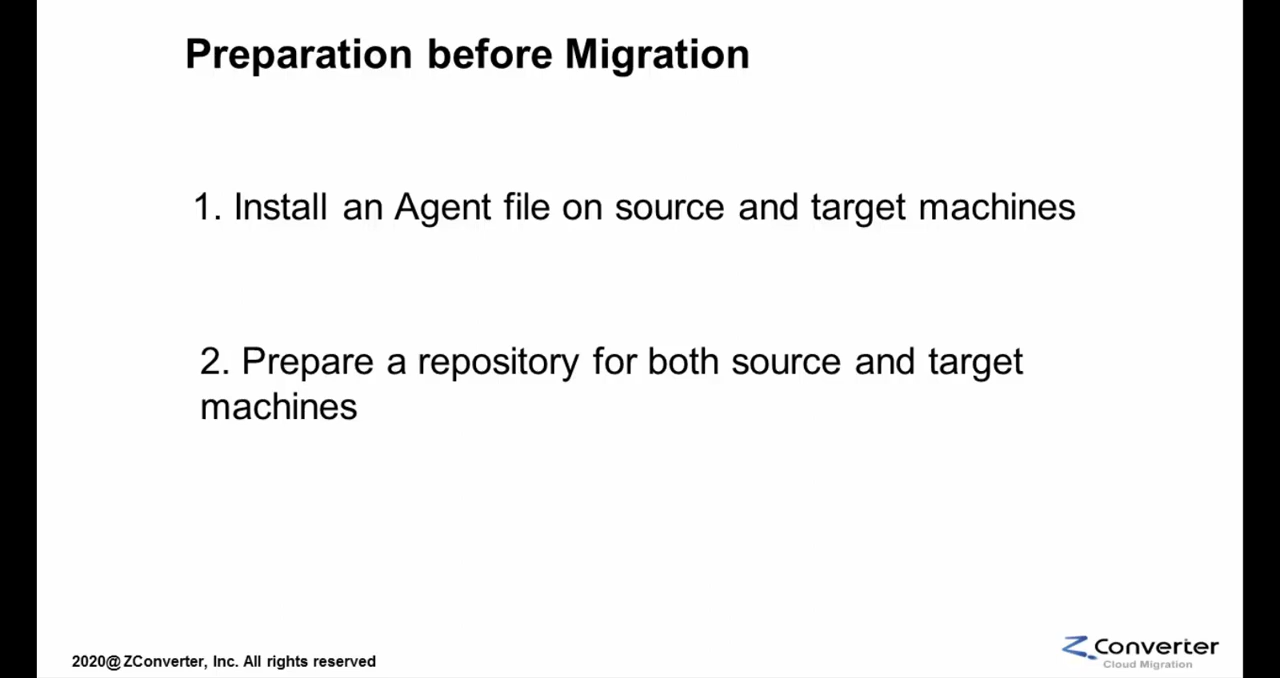 Preparation before Migration
1. Install an Agent file on source and target machines
2. Prepare a repository for both source and target
machines
2020@ZConverter, Inc. All rights reserved
ZConverter
Cloud Migration